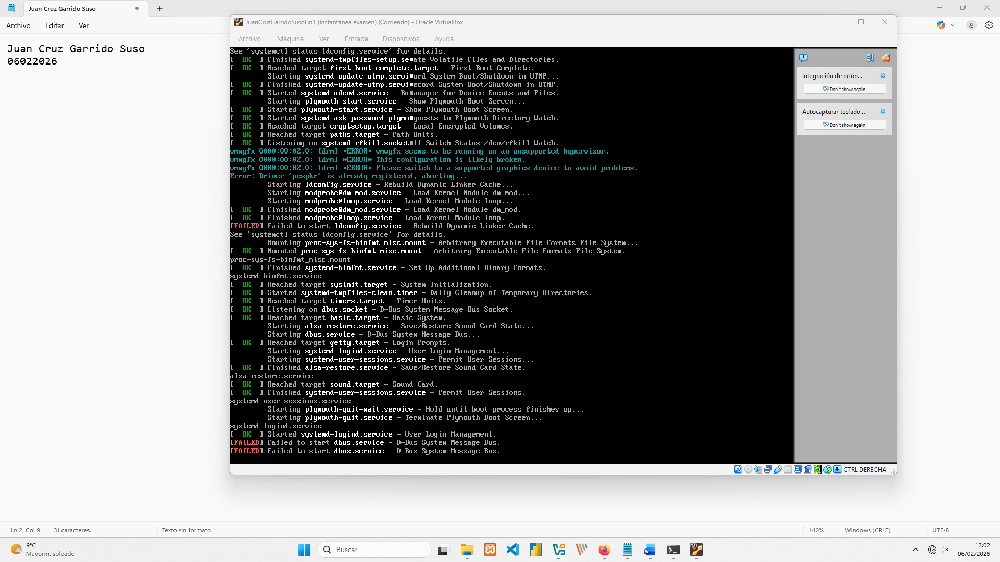 Juan Cruz Garrido Suso
Archivo Editar Ver
Juan Cruz Garrido Suso
06022026
JuanCruzGarridoSusoLin1 (Instantánea examen) [Corriendo] - Oracle VirtualBox
Archivo Máquina Ver Entrada Dispositivos Ayuda
See 'systemctl status ldconfig.service' for details.
[  OK  ] Finished systemd-tmpfiles-setup.se■ate Volatile Files and Directories.
[  OK  ] Reached target first-boot-complete.target - First Boot Complete.
Starting systemd-update-utmp.servi■ord System Boot/Shutdown in UTMP...
[  OK  ] Finished systemd-update-utmp.servi■ecord System Boot/Shutdown in UTMP.
[  OK  ] Started systemd-udevd.service - Ru■anager for Device Events and Files.
Starting plymouth-start.service - Show Plymouth Boot Screen...
[  OK  ] Started plymouth-start.service - Show Plymouth Boot Screen.
[  OK  ] Started systemd-ask-password-plymo■quests to Plymouth Directory Watch.
[  OK  ] Reached target cryptsetup.target - Local Encrypted Volumes.
[  OK  ] Reached target paths.target - Path Units.
[  OK  ] Listening on systemd-rfkill.socket■ll Switch Status /dev/rfkill Watch.
vmwgfx 0000:00:02.0: [drm] *ERROR* vmwgfx seems to be running on an unsupported hypervisor.
vmwgfx 0000:00:02.0: [drm] *ERROR* This configuration is likely broken.
vmwgfx 0000:00:02.0: [drm] *ERROR* Please switch to a supported graphics device to avoid problems.
Error: Driver 'pcspkr' is already registered, aborting...
Starting ldconfig.service - Rebuild Dynamic Linker Cache...
Starting modprobe@dm_mod.service - Load Kernel Module dm_mod...
Starting modprobe@loop.service - Load Kernel Module loop...
[  OK  ] Finished modprobe@dm_mod.service - Load Kernel Module dm_mod.
[  OK  ] Finished modprobe@loop.service - Load Kernel Module loop.
[FAILED] Failed to start ldconfig.service - Rebuild Dynamic Linker Cache.
See 'systemctl status ldconfig.service' for details.
Mounting proc-sys-fs-binfmt_misc.mount - Arbitrary Executable File Formats File System...
[  OK  ] Mounted proc-sys-fs-binfmt_misc.mount - Arbitrary Executable File Formats File System.
proc-sys-fs-binfmt_misc.mount
[  OK  ] Finished systemd-binfmt.service - Set Up Additional Binary Formats.
systemd-binfmt.service
[  OK  ] Reached target sysinit.target - System Initialization.
[  OK  ] Started systemd-tmpfiles-clean.timer - Daily Cleanup of Temporary Directories.
[  OK  ] Reached target timers.target - Timer Units.
[  OK  ] Listening on dbus.socket - D-Bus System Message Bus Socket.
[  OK  ] Reached target basic.target - Basic System.
Starting alsa-restore.service - Save/Restore Sound Card State...
Starting dbus.service - D-Bus System Message Bus...
[  OK  ] Reached target getty.target - Login Prompts.
Starting systemd-logind.service - User Login Management...
Starting systemd-user-sessions.service - Permit User Sessions...
[  OK  ] Finished alsa-restore.service - Save/Restore Sound Card State.
alsa-restore.service
[  OK  ] Reached target sound.target - Sound Card.
[  OK  ] Finished systemd-user-sessions.service - Permit User Sessions.
systemd-user-sessions.service
Starting plymouth-quit-wait.service - Hold until boot process finishes up...
Starting plymouth-quit.service - Terminate Plymouth Boot Screen...
systemd-logind.service
[  OK  ] Started systemd-logind.service - User Login Management.
[FAILED] Failed to start dbus.service - D-Bus System Message Bus.
[FAILED] Failed to start dbus.service - D-Bus System Message Bus.
Integración de ratón...
Don't show again
Autocapturar teclado...
Don't show again
CTRL DERECHA
Ln 2, Col 9 31 caracteres. Texto sin formato 140% Windows (CRLF) UTF-8
9°C
Mayorm. soleado
Buscar
13:02
06/02/2026